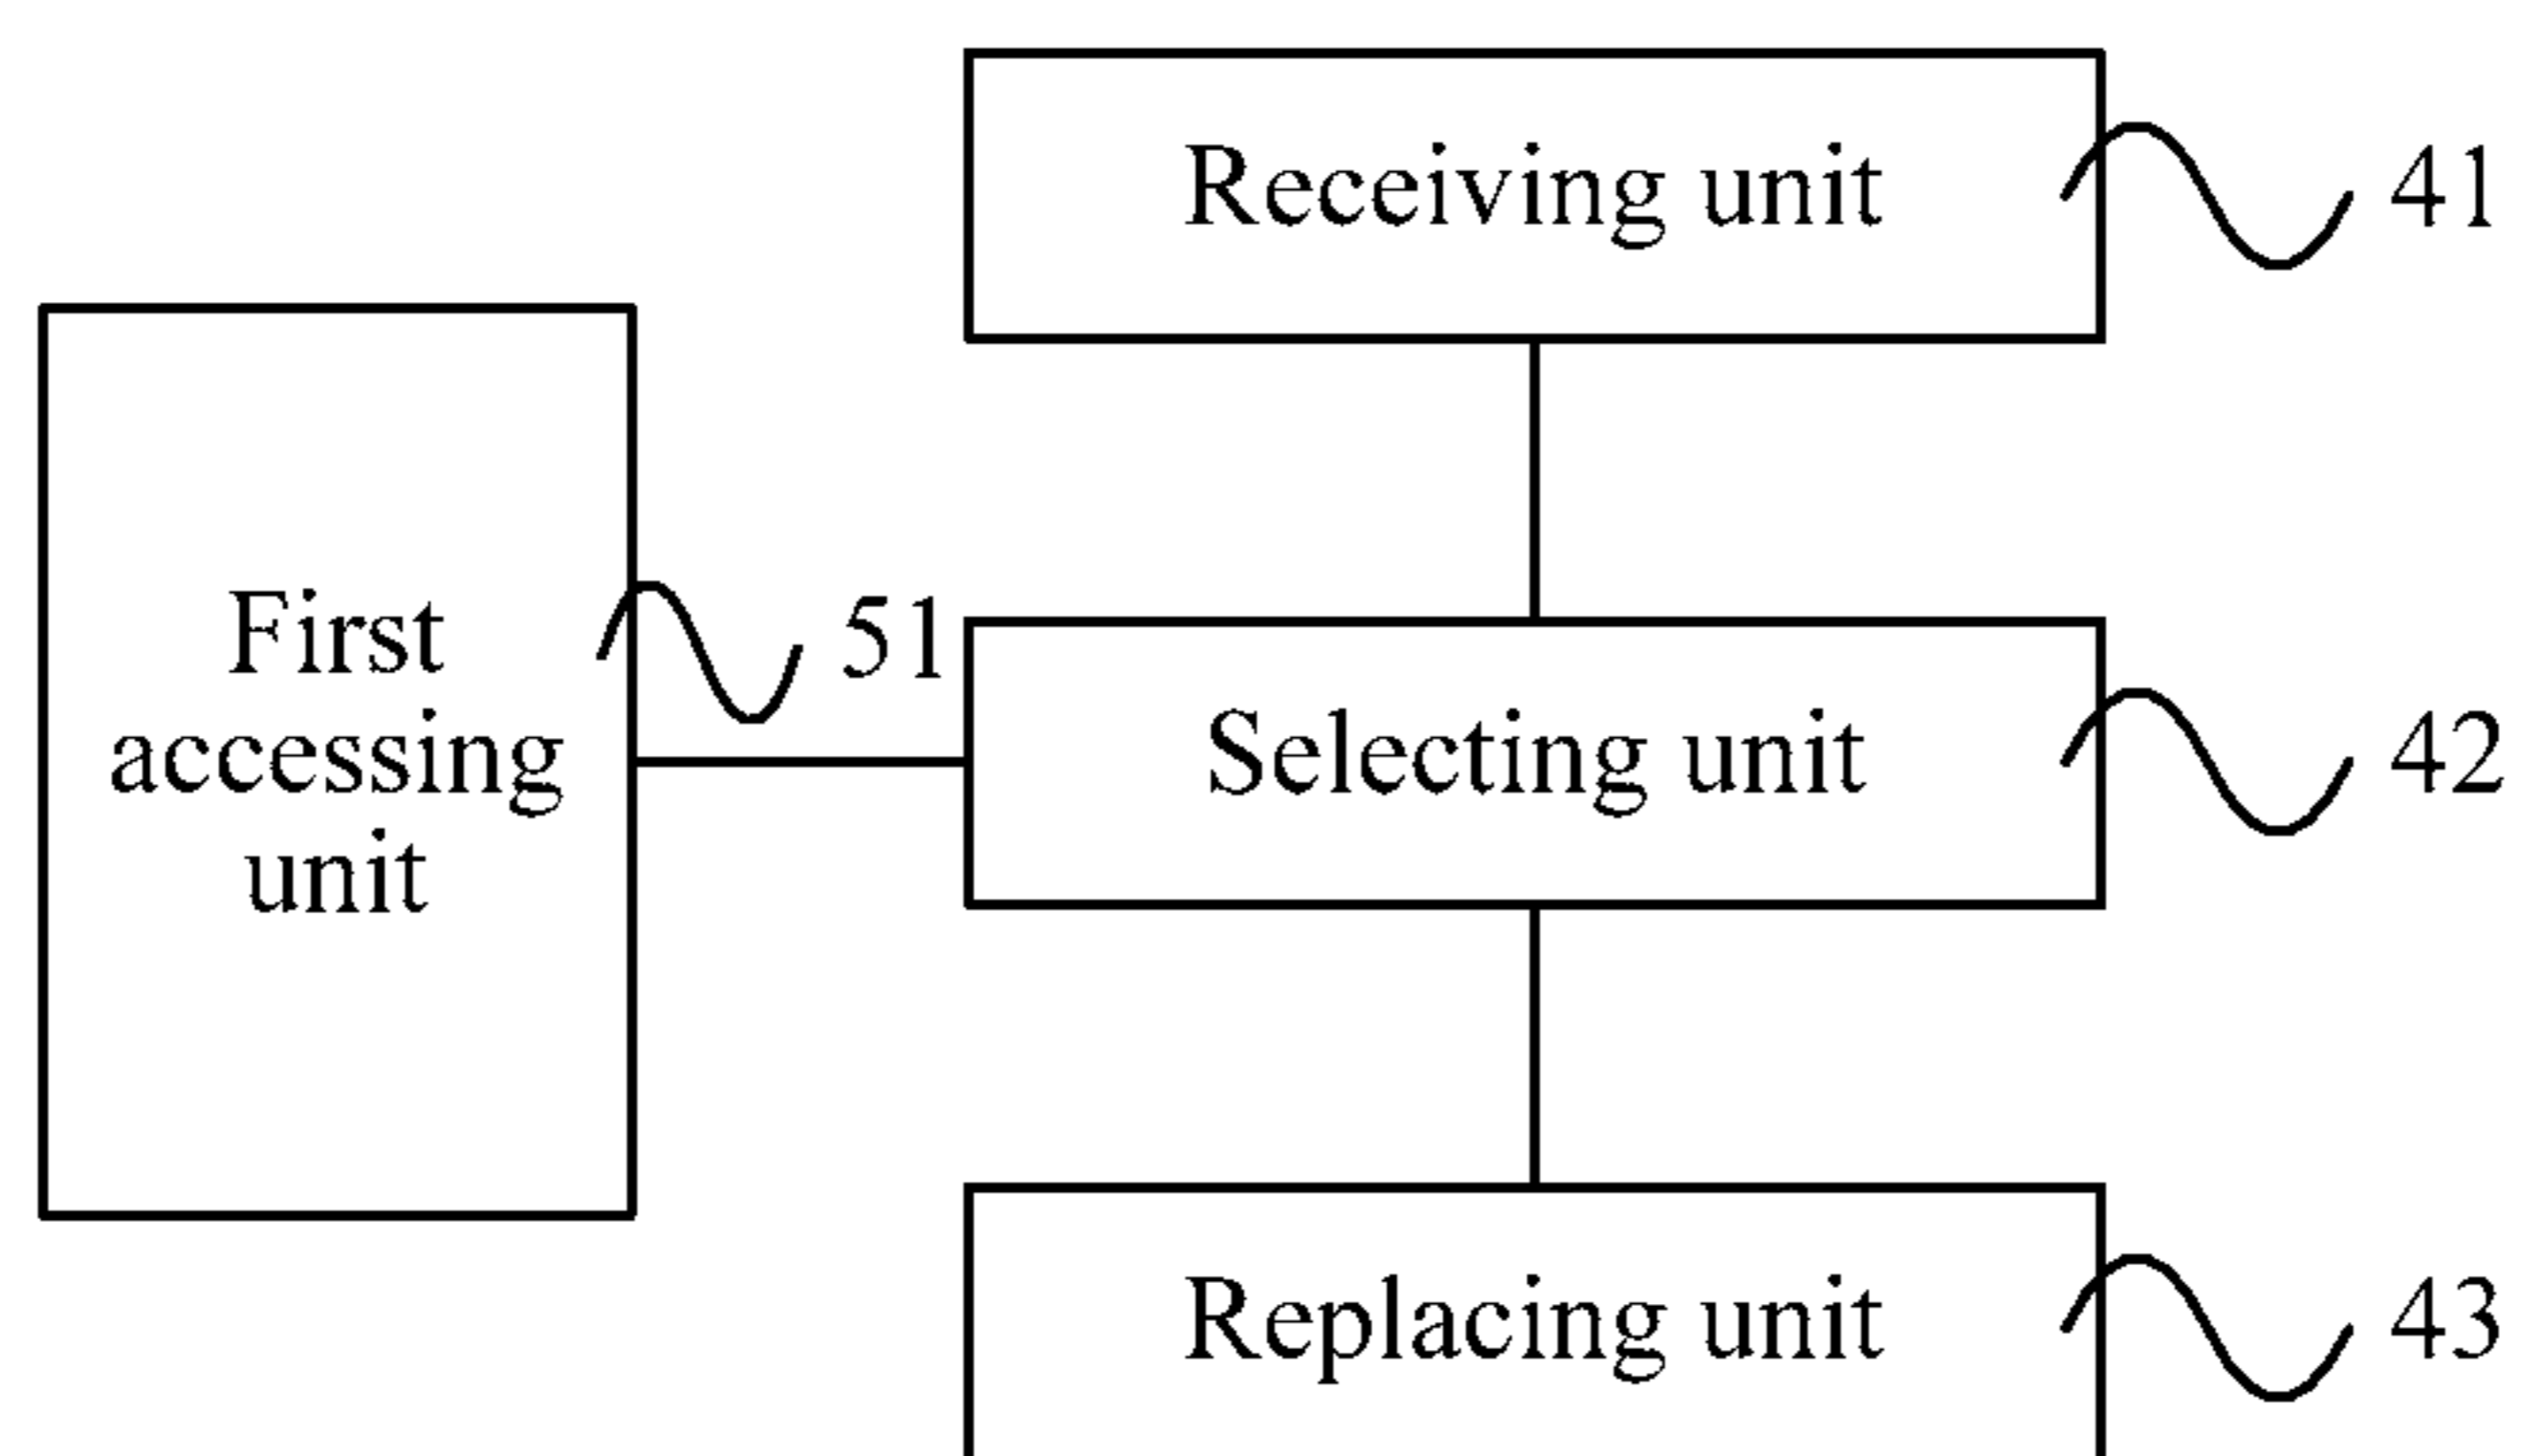 Receiving unit
41
First
accessing
unit
51
Selecting unit
42
Replacing unit
43